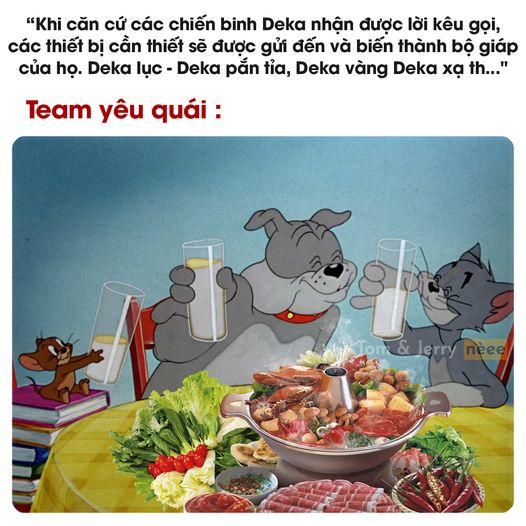 “Khi căn cứ các chiến binh Deka nhận được lời kêu gọi,
các thiết bị cần thiết sẽ được gửi đến và biến thành bộ giáp
của họ. Deka lục - Deka pắn tỉa, Deka vàng Deka xạ th..."
Team yêu quái :
Tom & Jerry nèee